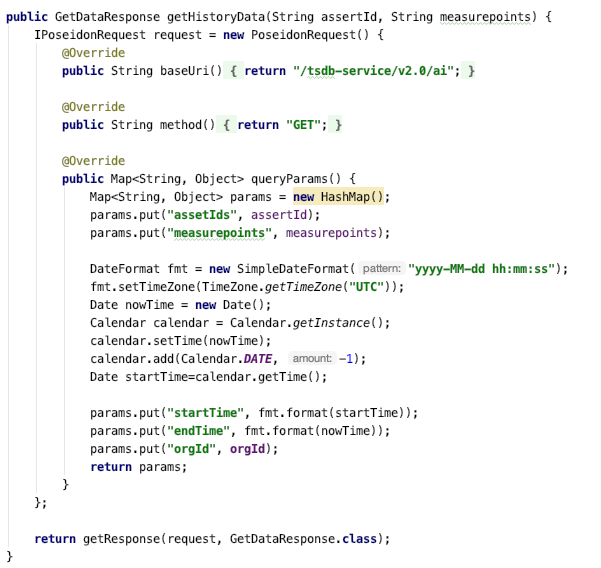 public GetDataResponse getHistoryData(String assertId, String measurepoints) {
    IPoseidonRequest request = new PoseidonRequest() {
        @Override
        public String baseUri() { return "/tsdb-service/v2.0/ai"; }

        @Override
        public String method() { return "GET"; }

        @Override
        public Map<String, Object> queryParams() {
            Map<String, Object> params = new HashMap();
            params.put("assetIds", assertId);
            params.put("measurepoints", measurepoints);

            DateFormat fmt = new SimpleDateFormat( pattern: "yyyy-MM-dd hh:mm:ss");
            fmt.setTimeZone(TimeZone.getTimeZone("UTC"));
            Date nowTime = new Date();
            Calendar calendar = Calendar.getInstance();
            calendar.setTime(nowTime);
            calendar.add(Calendar.DATE, amount: -1);
            Date startTime=calendar.getTime();

            params.put("startTime", fmt.format(startTime));
            params.put("endTime", fmt.format(nowTime));
            params.put("orgId", orgId);
            return params;
        }
    };

    return getResponse(request, GetDataResponse.class);
}